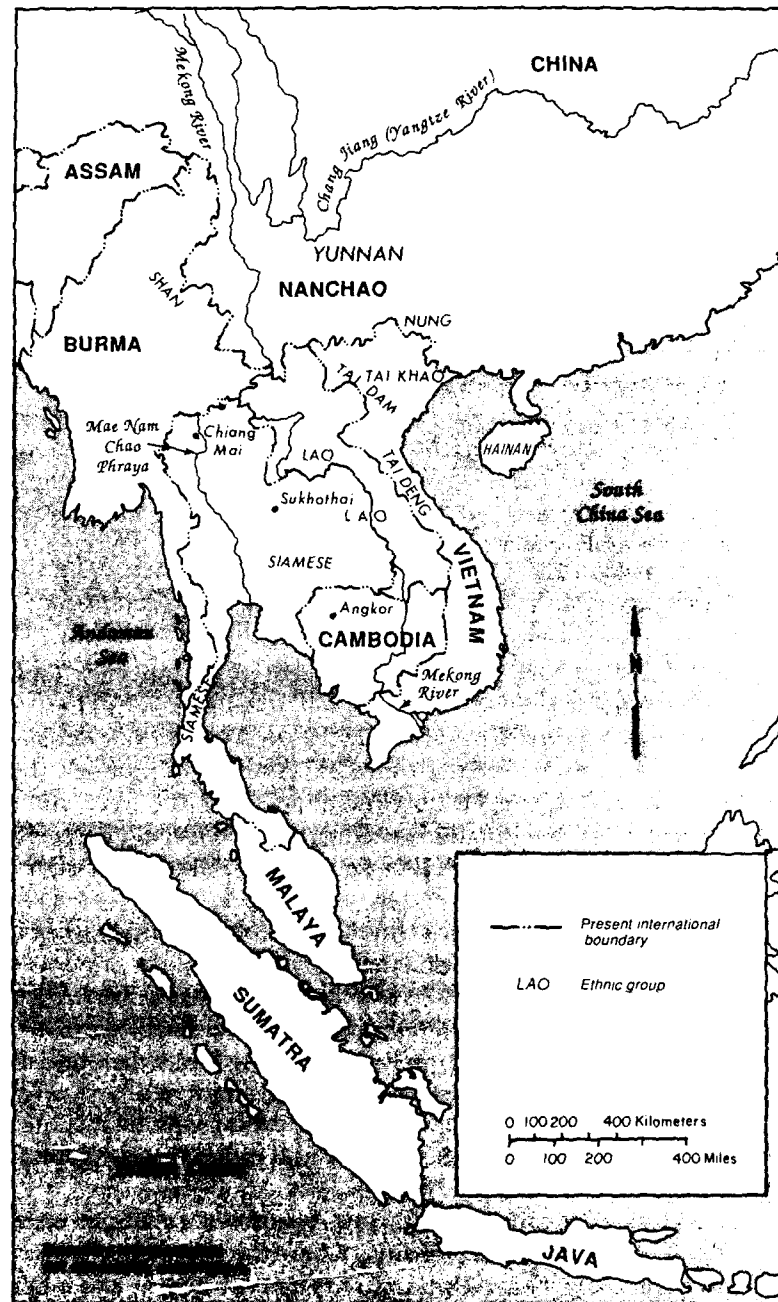 CHINA
Mekong River
Chang Jiang (Yangtze River)
ASSAM
YUNNAN
NANCHAO
SHAN
NUNG
BURMA
TAI DAM
TAI KHAO
Mae Nam
Chao
Phraya
Chiang
Mai
LAO
HAINAN
TAI DENG
South
China Sea
Sukhothai
LAO
SIAMESE
VIETNAM
Angkor
CAMBODIA
Andaman
Sea
Mekong
River
N
SIAMESE
MALAYA
SUMATRA
Present international
boundary
LAO Ethnic group
0 100 200 400 Kilometers
0 100 200 400 Miles
JAVA